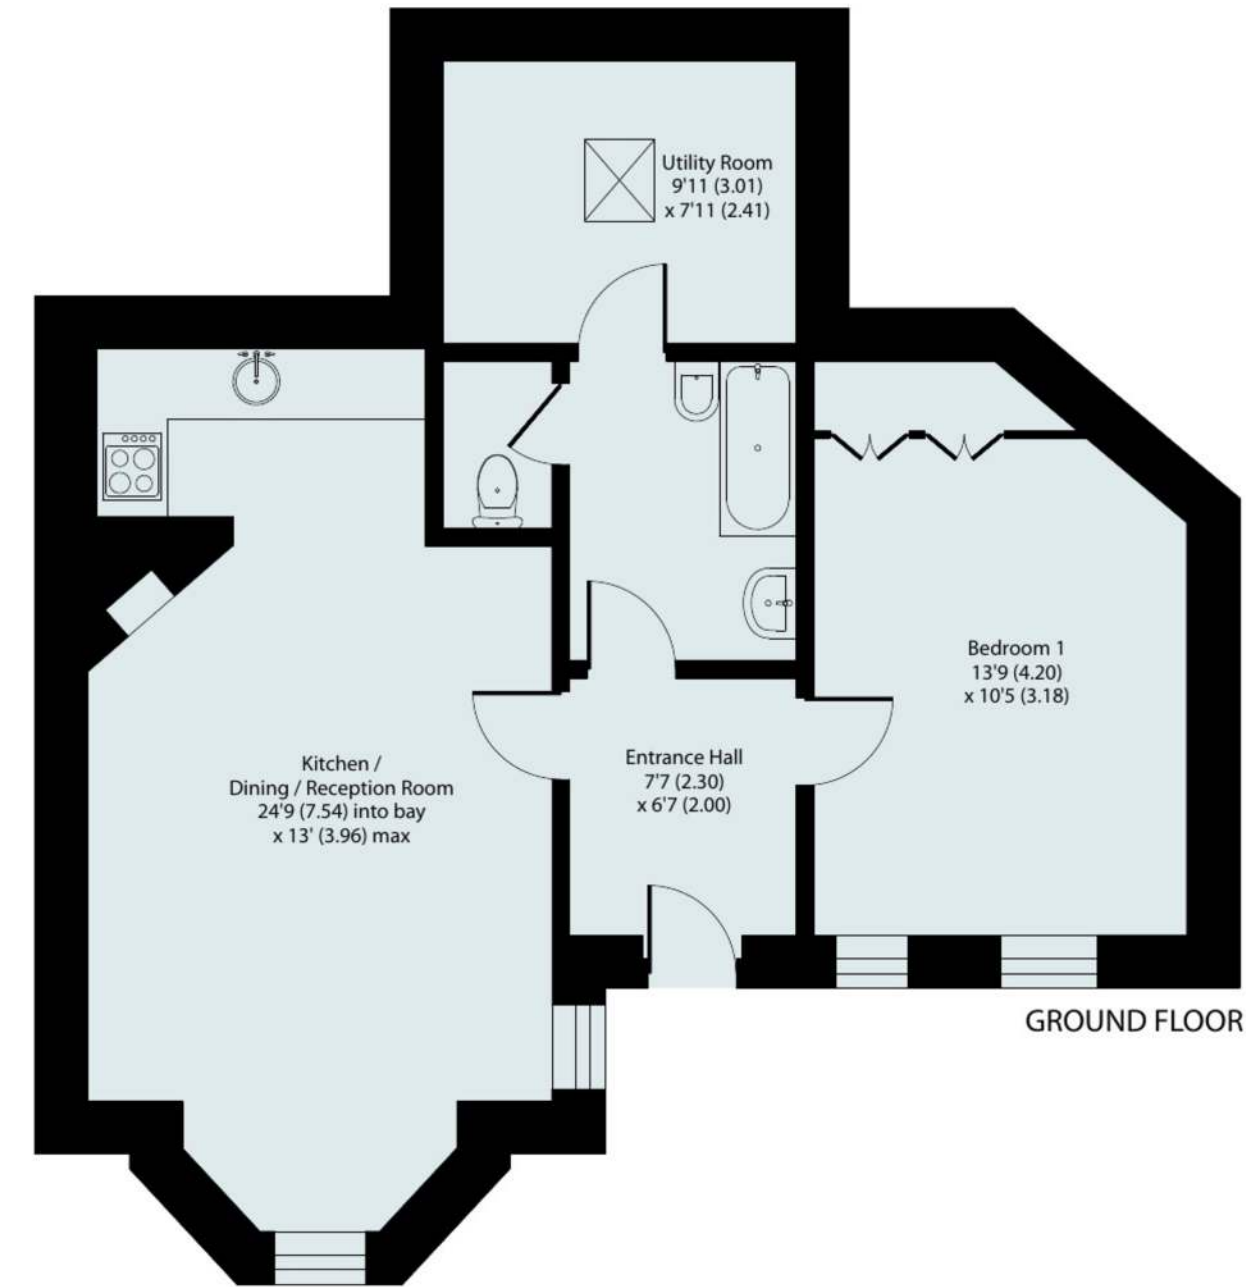 Utility Room
9'11 (3.01)
x 7'11 (2.41)
Bedroom 1
13'9 (4.20)
x 10'5 (3.18)
Entrance Hall
7'7 (2.30)
x 6'7 (2.00)
Kitchen /
Dining / Reception Room
24'9 (7.54) into bay
x 13' (3.96) max
GROUND FLOOR